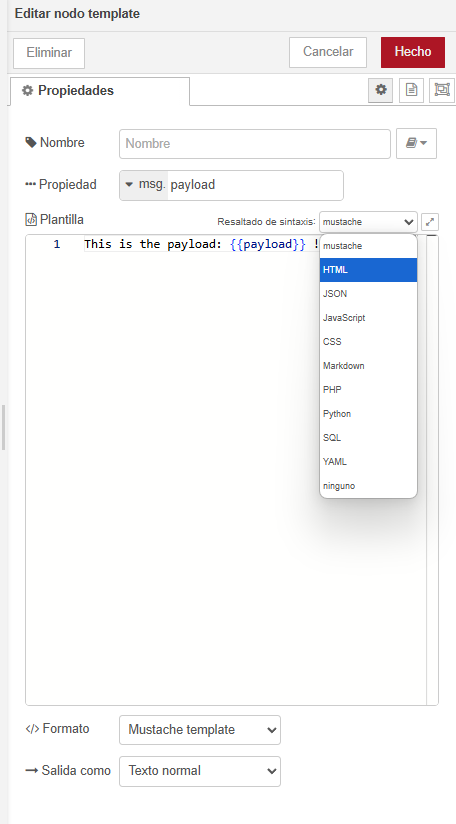 Editar nodo template
Eliminar
Cancelar
Hecho
Propiedades
Nombre
Nombre
Propiedad
msg. payload
Plantilla
Resaltado de sintaxis:
mustache
1 This is the payload: {{payload}} !
mustache
HTML
JSON
JavaScript
CSS
Markdown
PHP
Python
SQL
YAML
ninguno
</> Formato
Mustache template
Salida como
Texto normal